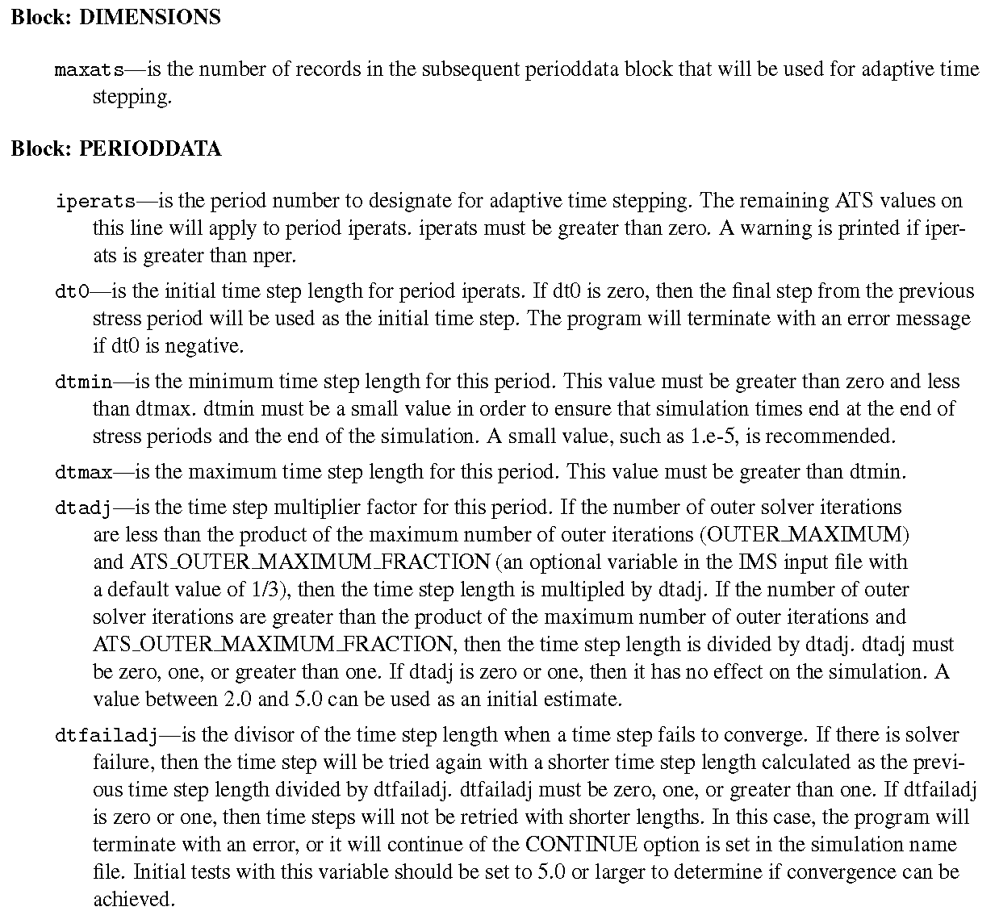 Block: DIMENSIONS
maxats—is the number of records in the subsequent perioddata block that will be used for adaptive time
stepping.
Block: PERIODDATA
iperats—is the period number to designate for adaptive time stepping. The remaining ATS values on
this line will apply to period iperats. iperats must be greater than zero. A warning is printed if iper-
ats is greater than nper.
dt0—is the initial time step length for period iperats. If dt0 is zero, then the final step from the previous
stress period will be used as the initial time step. The program will terminate with an error message
if dt0 is negative.
dtmin—is the minimum time step length for this period. This value must be greater than zero and less
than dtmax. dtmin must be a small value in order to ensure that simulation times end at the end of
stress periods and the end of the simulation. A small value, such as 1.e-5, is recommended.
dtmax—is the maximum time step length for this period. This value must be greater than dtmin.
dtadj—is the time step multiplier factor for this period. If the number of outer solver iterations
are less than the product of the maximum number of outer iterations (OUTER_MAXIMUM)
and ATS_OUTER_MAXIMUM_FRACTION (an optional variable in the IMS input file with
a default value of 1/3), then the time step length is multipled by dtadj. If the number of outer
solver iterations are greater than the product of the maximum number of outer iterations and
ATS_OUTER_MAXIMUM_FRACTION, then the time step length is divided by dtadj. dtadj must
be zero, one, or greater than one. If dtadj is zero or one, then it has no effect on the simulation. A
value between 2.0 and 5.0 can be used as an initial estimate.
dtfailadj—is the divisor of the time step length when a time step fails to converge. If there is solver
failure, then the time step will be tried again with a shorter time step length calculated as the previ-
ous time step length divided by dtfailadj. dtfailadj must be zero, one, or greater than one. If dtfailadj
is zero or one, then time steps will not be retried with shorter lengths. In this case, the program will
terminate with an error, or it will continue of the CONTINUE option is set in the simulation name
file. Initial tests with this variable should be set to 5.0 or larger to determine if convergence can be
achieved.